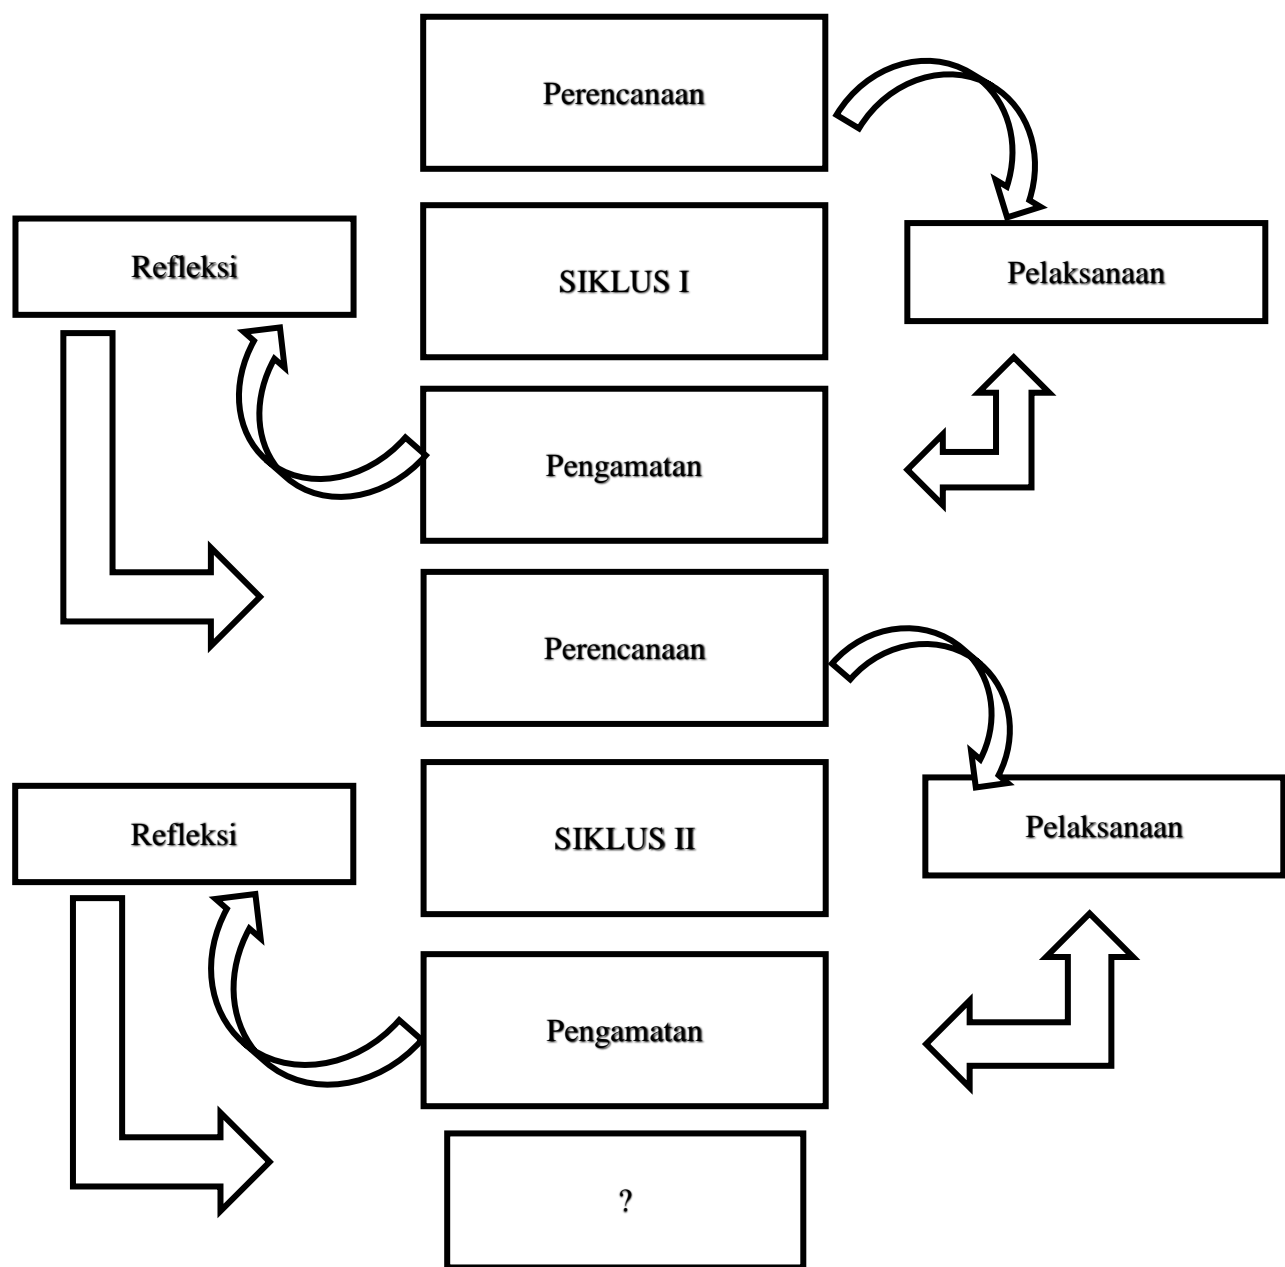 Perencanaan
Refleksi
SIKLUS I
Pelaksanaan
Pengamatan
Perencanaan
Refleksi
SIKLUS II
Pelaksanaan
Pengamatan
?